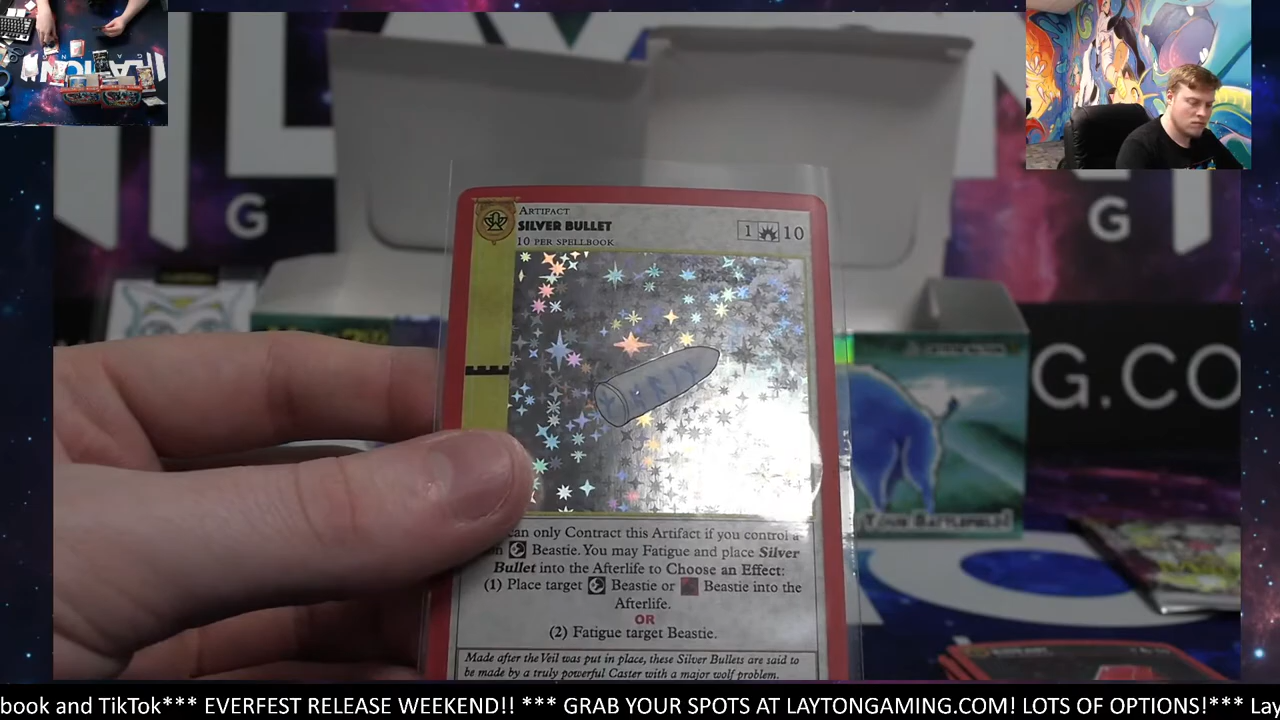 ARTIFACT
SILVER BULLET
10 PER SPELLBOOK
1 10
can only Contract this Artifact if you control a
Beastie. You may Fatigue and place Silver
Bullet into the Afterlife to Choose an Effect:
(1) Place target Beastie or Beastie into the
Afterlife.
OR
(2) Fatigue target Beastie.
Made after the Veil was put in place, these Silver Bullets are said to
be made by a truly powerful Caster with a major wolf problem.
G
G
G.CO
YOUR BATTLEFIELD!
book and TikTok*** EVERFEST RELEASE WEEKEND!! *** GRAB YOUR SPOTS AT LAYTONGAMING.COM! LOTS OF OPTIONS!*** Lay